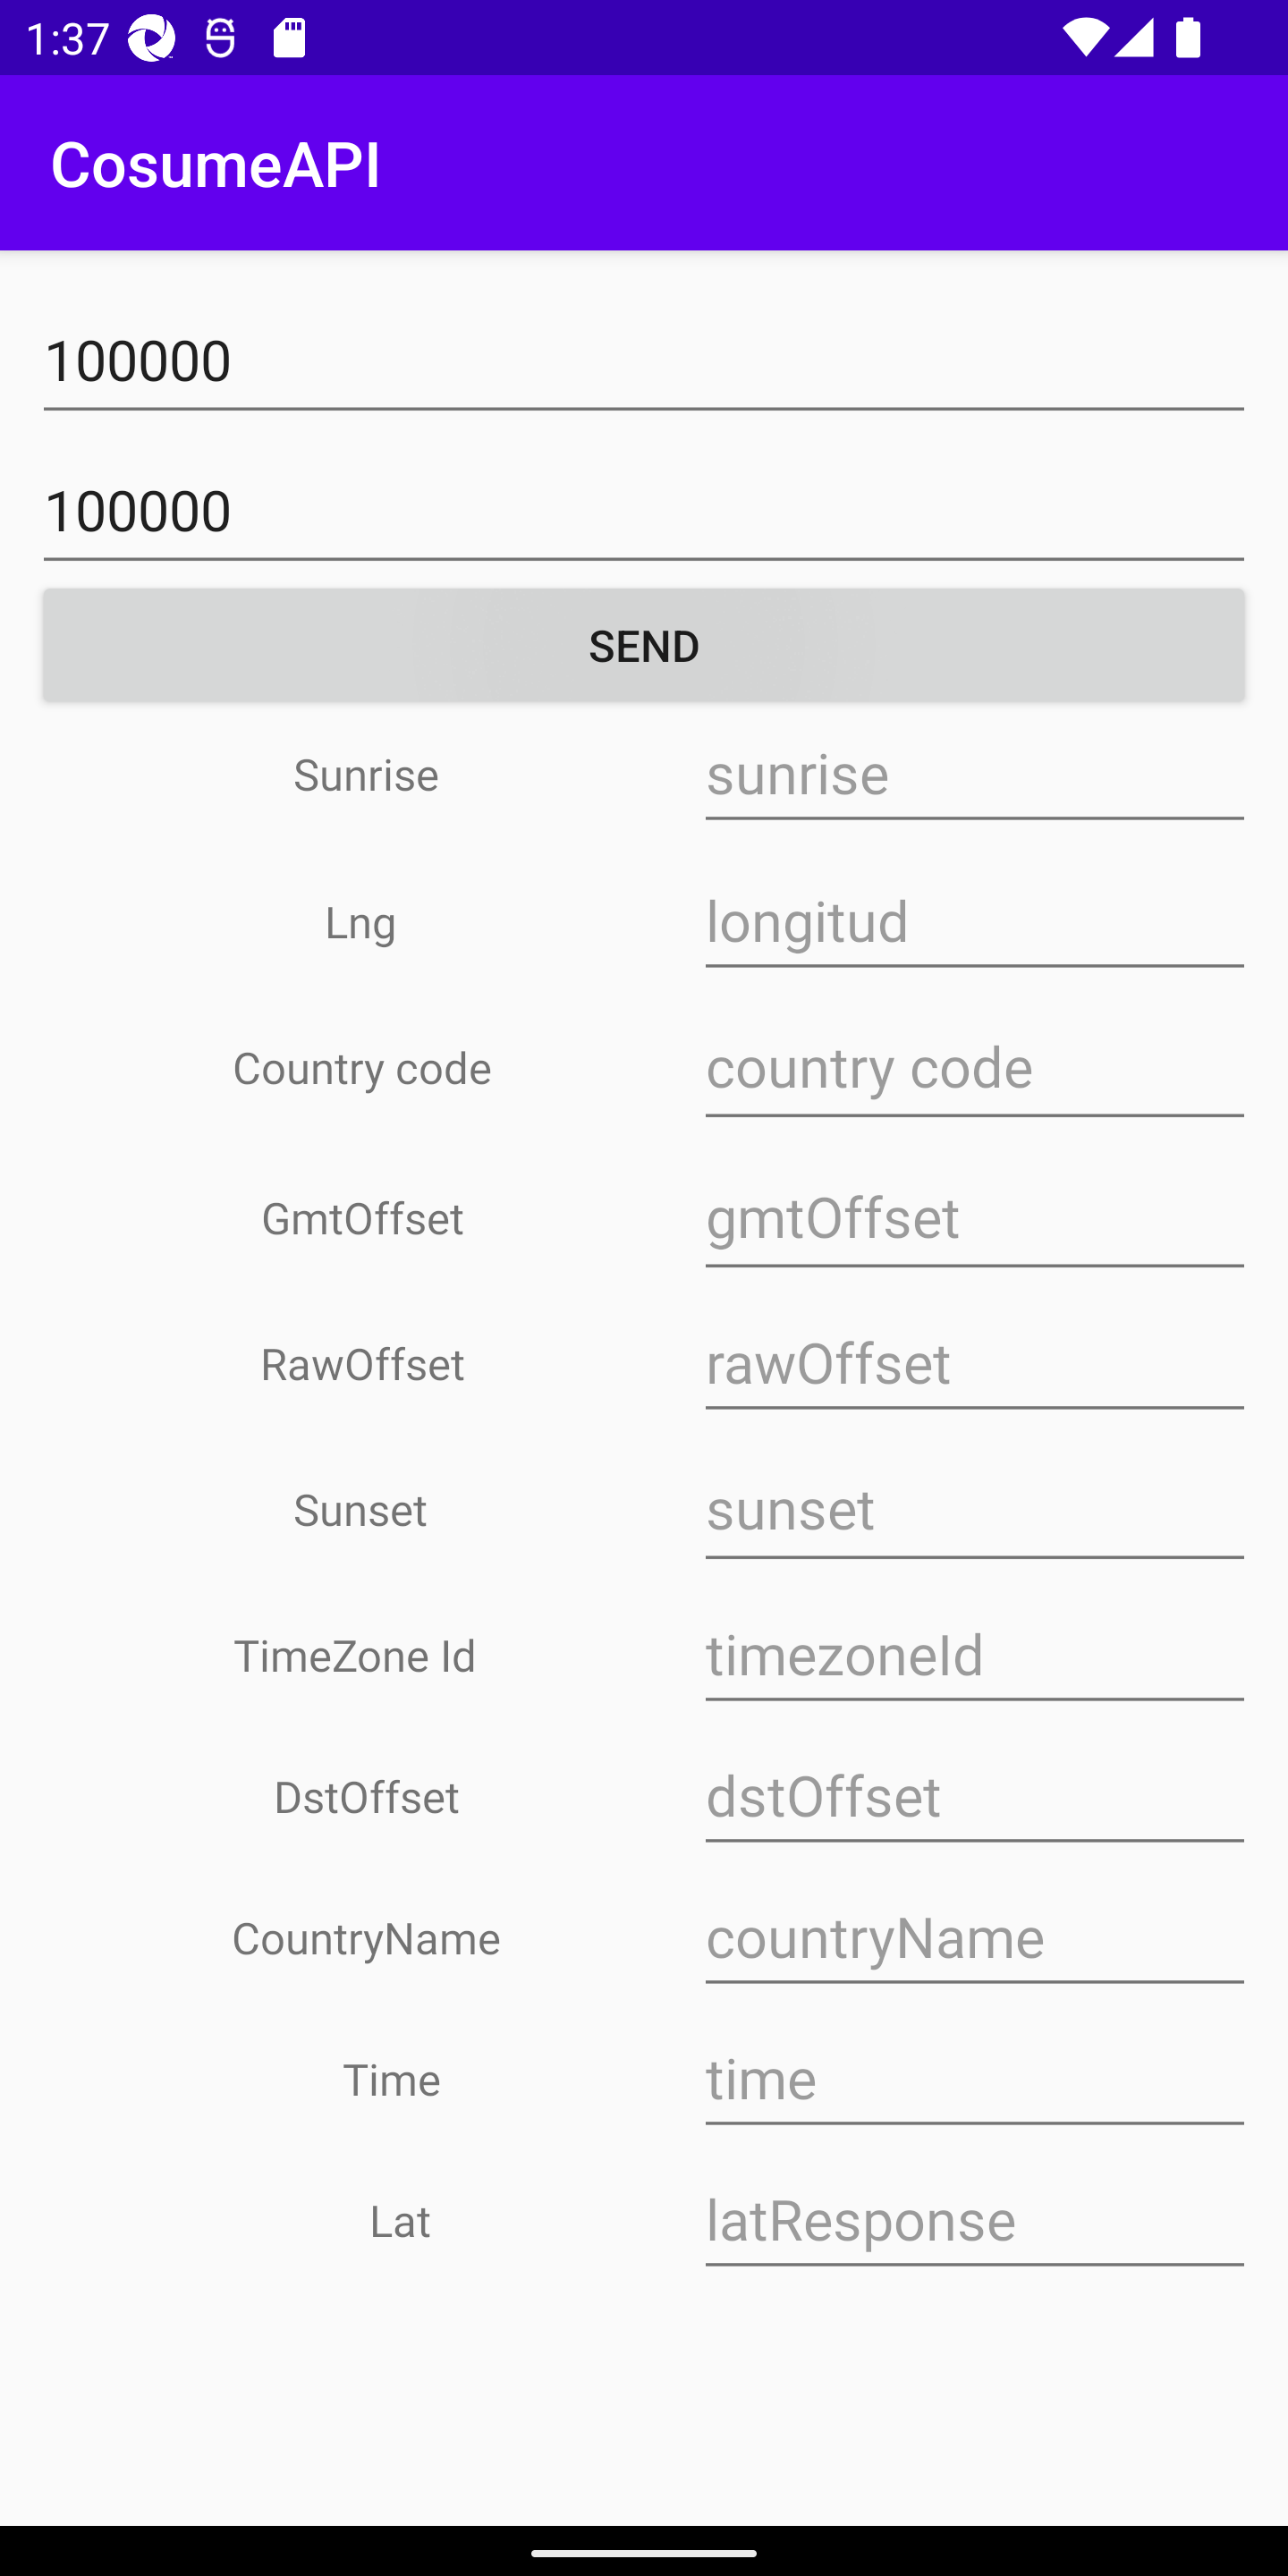 1:37
CosumeAPI
100000
100000
SEND
Sunrise sunrise
Lng longitud
Country code country code
GmtOffset gmtOffset
RawOffset rawOffset
Sunset sunset
TimeZone Id timezoneId
DstOffset dstOffset
CountryName countryName
Time time
Lat latResponse